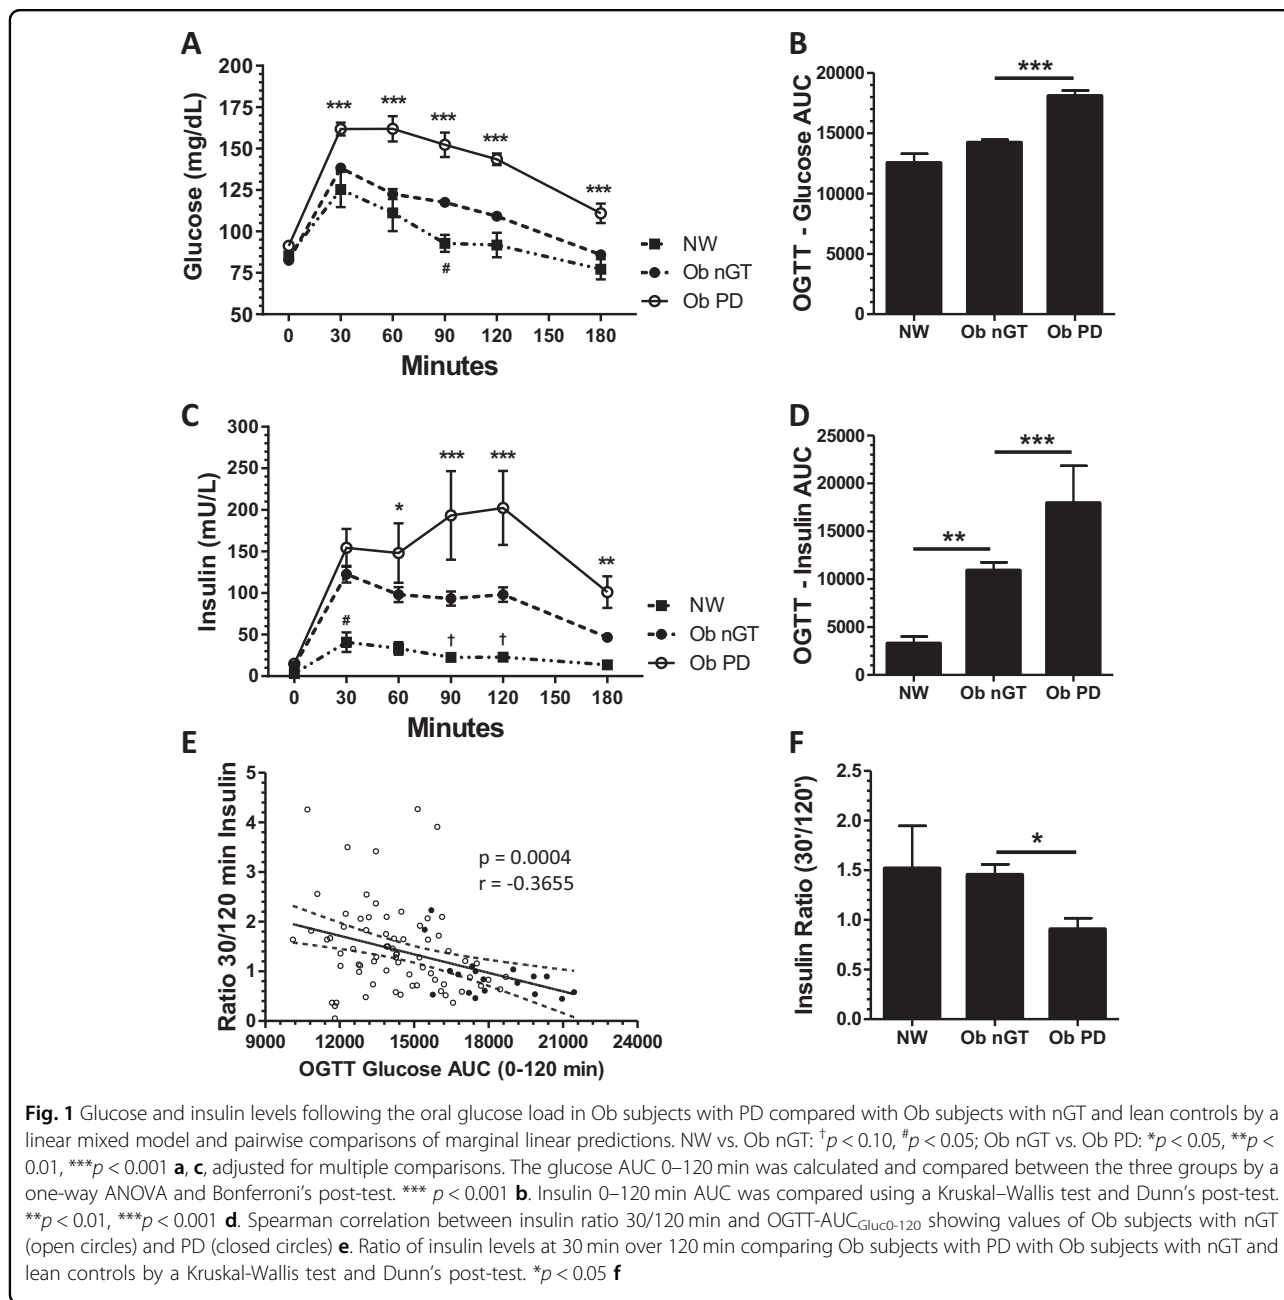 A
Glucose (mg/dL)
200
175
150
125
100
75
50
***
***
***
***
***
#
0 30 60 90 120 150 180
Minutes
NW
Ob nGT
Ob PD
B
OGTT - Glucose AUC
20000
15000
10000
5000
0
***
NW Ob nGT Ob PD
C
Insulin (mU/L)
300
250
200
150
100
50
0
*
***
***
**
#
†
†
0 30 60 90 120 150 180
Minutes
NW
Ob nGT
Ob PD
D
OGTT - Insulin AUC
25000
20000
15000
10000
5000
0
**
***
NW Ob nGT Ob PD
E
Ratio 30/120 min Insulin
5
4
3
2
1
0
p = 0.0004
r = -0.3655
9000 12000 15000 18000 21000 24000
OGTT Glucose AUC (0-120 min)
F
Insulin Ratio (30'/120')
2.5
2.0
1.5
1.0
0.5
0.0
*
NW Ob nGT Ob PD
Fig. 1 Glucose and insulin levels following the oral glucose load in Ob subjects with PD compared with Ob subjects with nGT and lean controls by a
linear mixed model and pairwise comparisons of marginal linear predictions. NW vs. Ob nGT: †p < 0.10, #p < 0.05; Ob nGT vs. Ob PD: *p < 0.05, **p <
0.01, ***p < 0.001 a, c, adjusted for multiple comparisons. The glucose AUC 0–120 min was calculated and compared between the three groups by a
one-way ANOVA and Bonferroni's post-test. *** p < 0.001 b. Insulin 0–120 min AUC was compared using a Kruskal–Wallis test and Dunn's post-test.
**p < 0.01, ***p < 0.001 d. Spearman correlation between insulin ratio 30/120 min and OGTT-AUCGluc0-120 showing values of Ob subjects with nGT
(open circles) and PD (closed circles) e. Ratio of insulin levels at 30 min over 120 min comparing Ob subjects with PD with Ob subjects with nGT and
lean controls by a Kruskal-Wallis test and Dunn's post-test. *p < 0.05 f